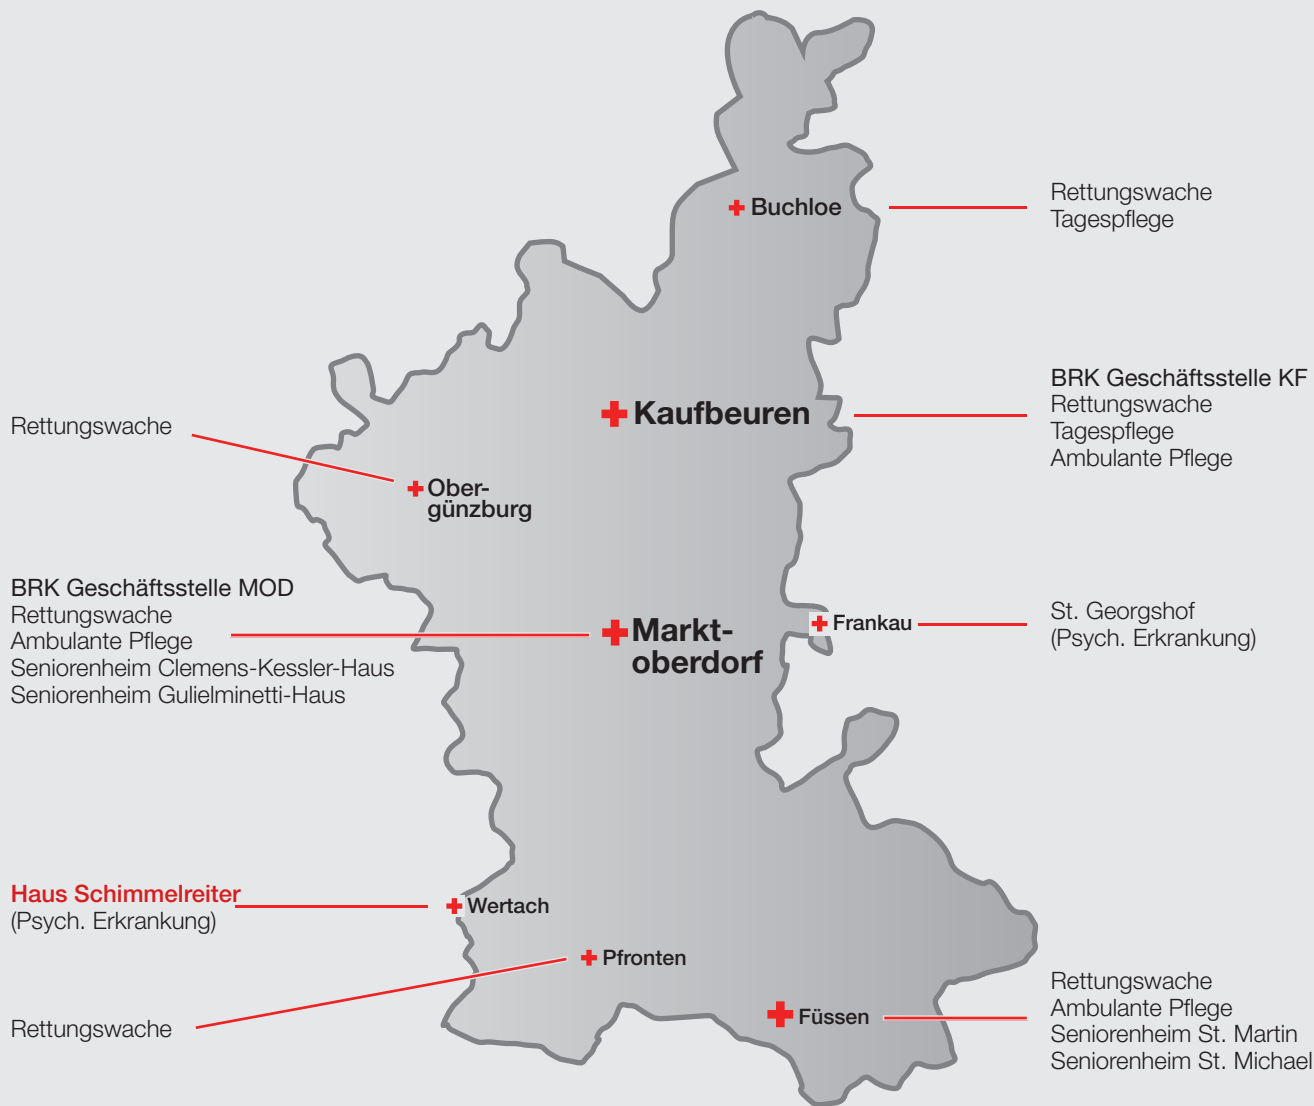 Buchloe
Rettungswache
Tagespflege
BRK Geschäftsstelle KF
Rettungswache
Tagespflege
Ambulante Pflege
Kaufbeuren
Rettungswache
Ober-
günzburg
BRK Geschäftsstelle MOD
Rettungswache
Ambulante Pflege
Seniorenheim Clemens-Kessler-Haus
Seniorenheim Gulielminetti-Haus
Markt-
oberdorf
Frankau
St. Georgshof
(Psych. Erkrankung)
Haus Schimmelreiter
(Psych. Erkrankung)
Wertach
Pfronten
Rettungswache
Füssen
Rettungswache
Ambulante Pflege
Seniorenheim St. Martin
Seniorenheim St. Michael